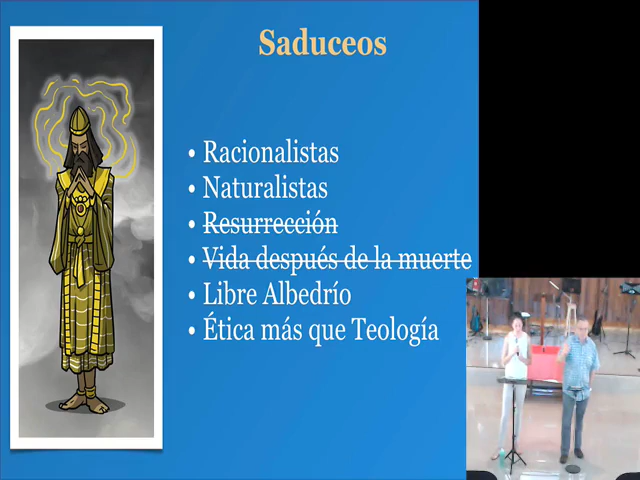 Saduceos
• Racionalistas
• Naturalistas
• Resurrección
• Vida después de la muerte
• Libre Albedrío
• Ética más que Teología